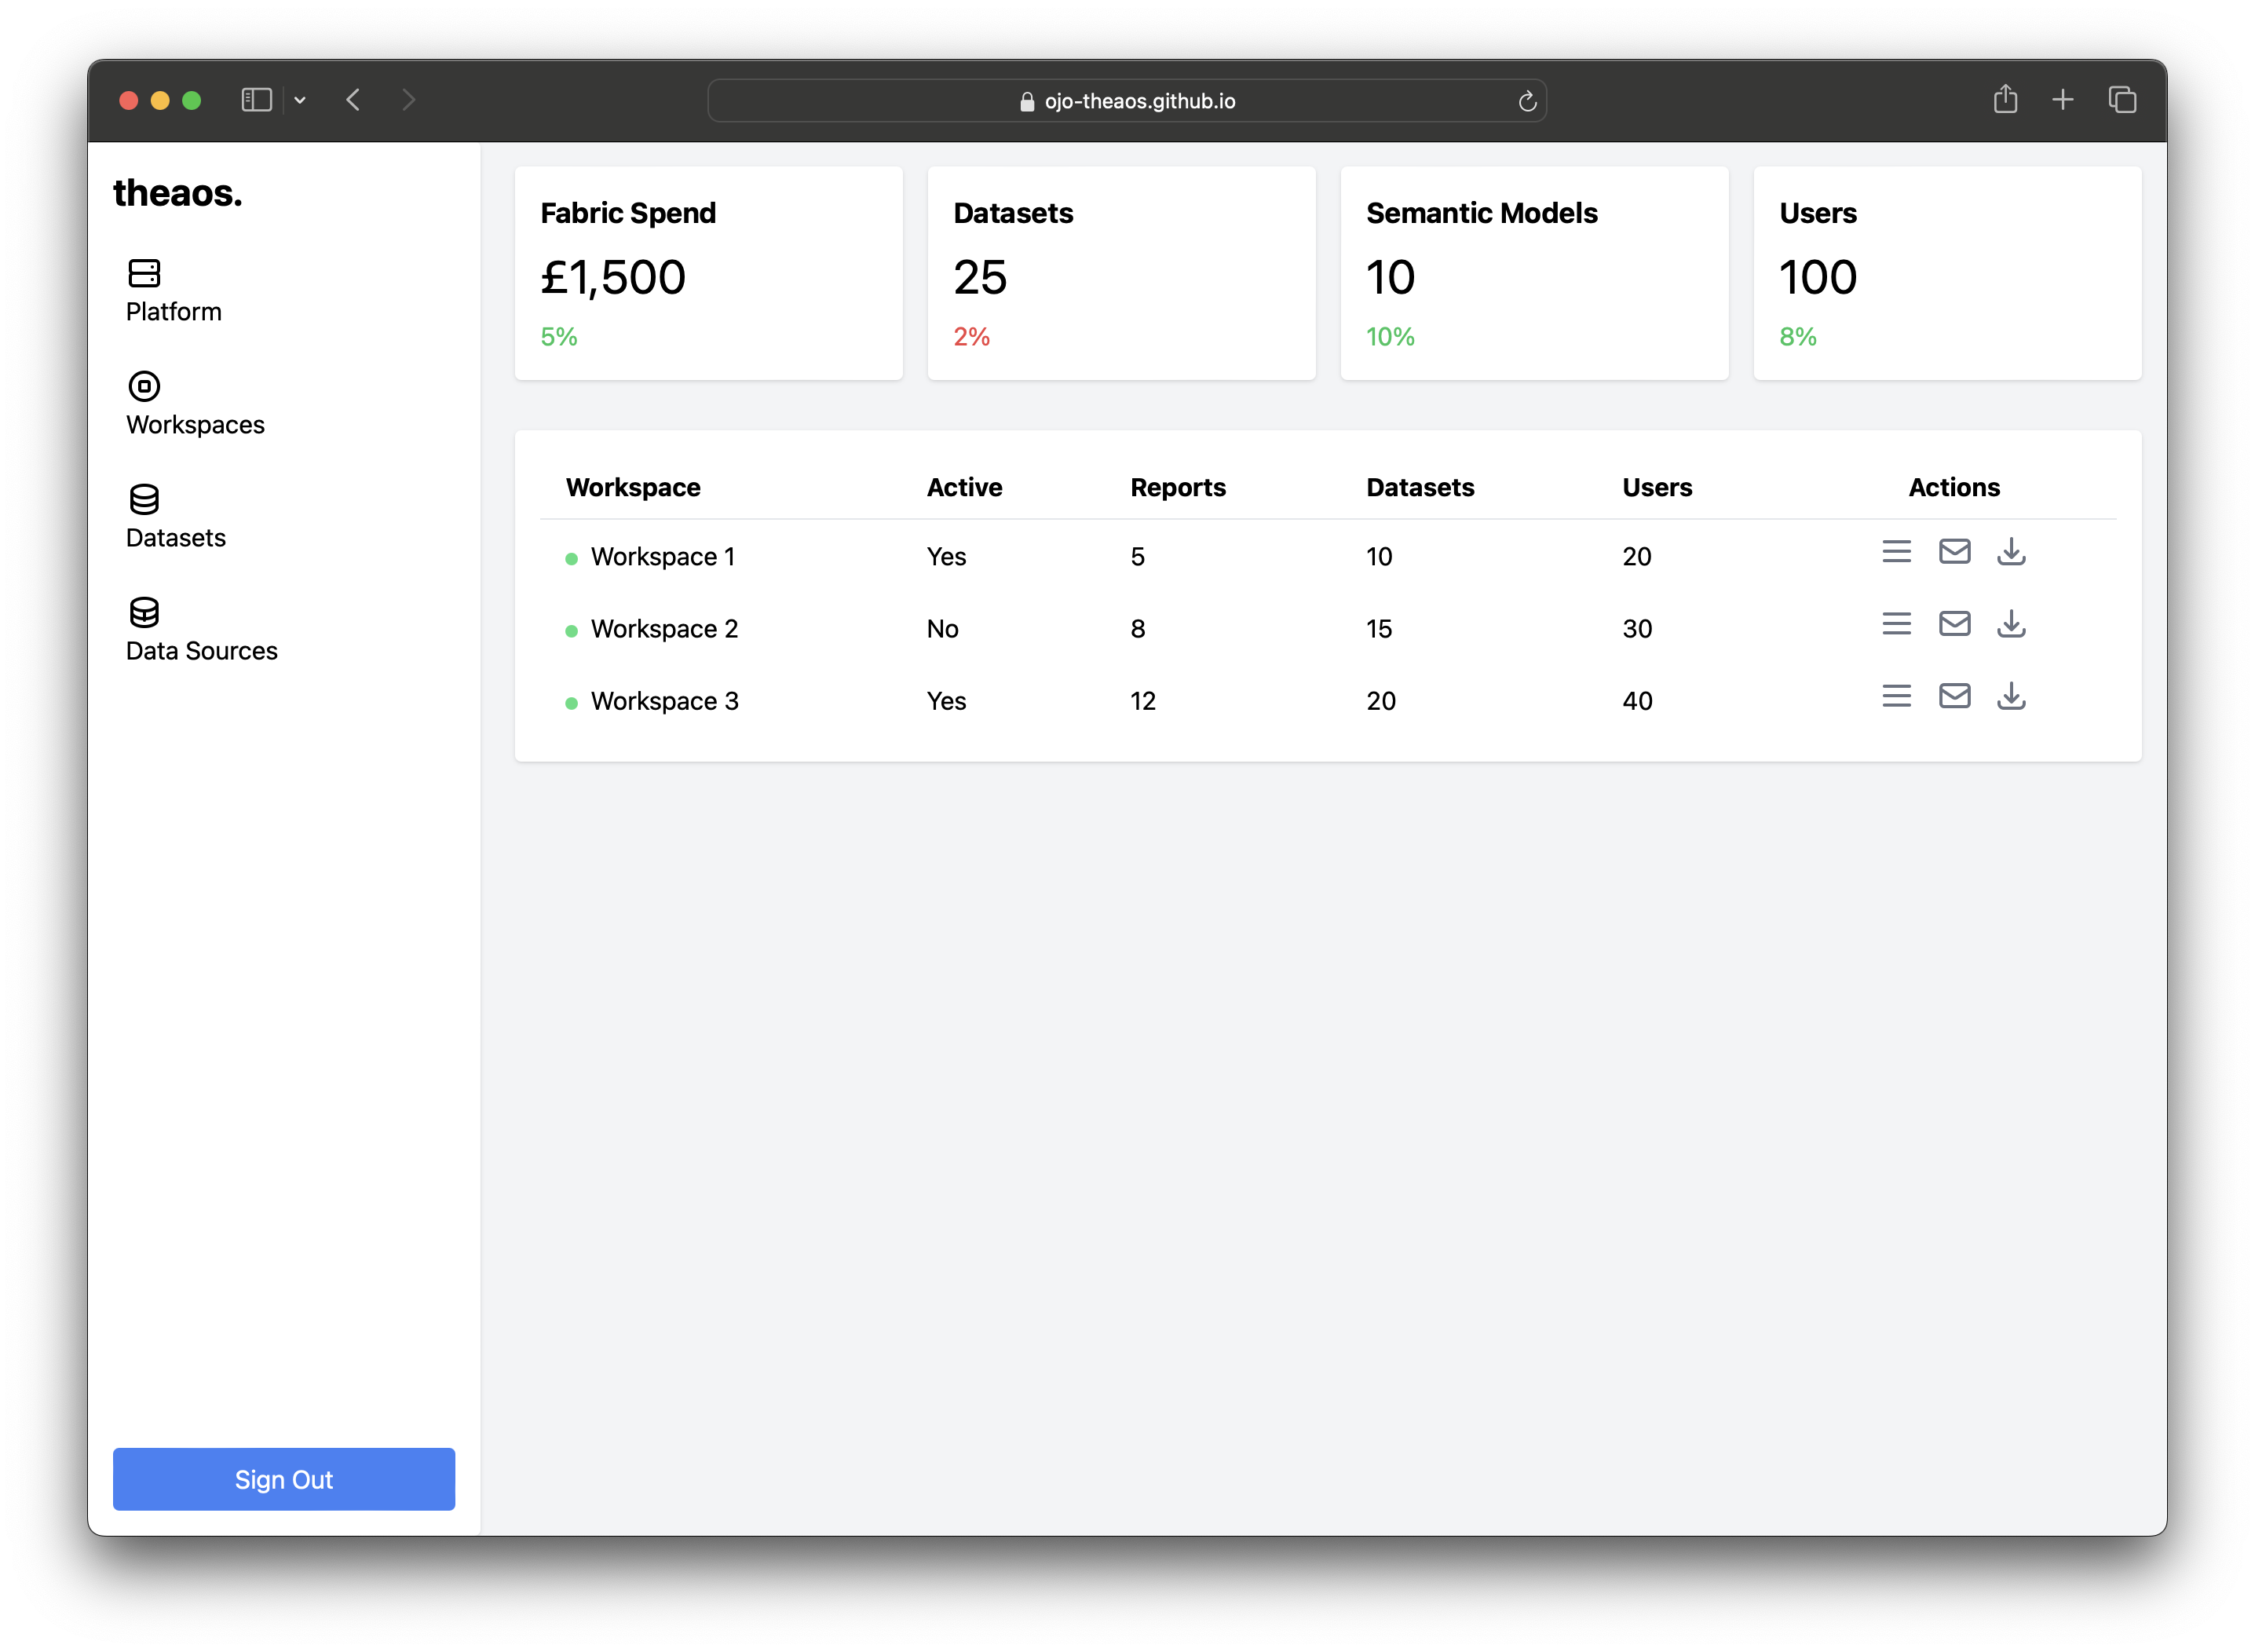 ojo-theaos.github.io
theaos.
Platform
Workspaces
Datasets
Data Sources
Sign Out
Fabric Spend
£1,500
5%
Datasets
25
2%
Semantic Models
10
10%
Users
100
8%
Workspace Active Reports Datasets Users Actions
Workspace 1 Yes 5 10 20
Workspace 2 No 8 15 30
Workspace 3 Yes 12 20 40